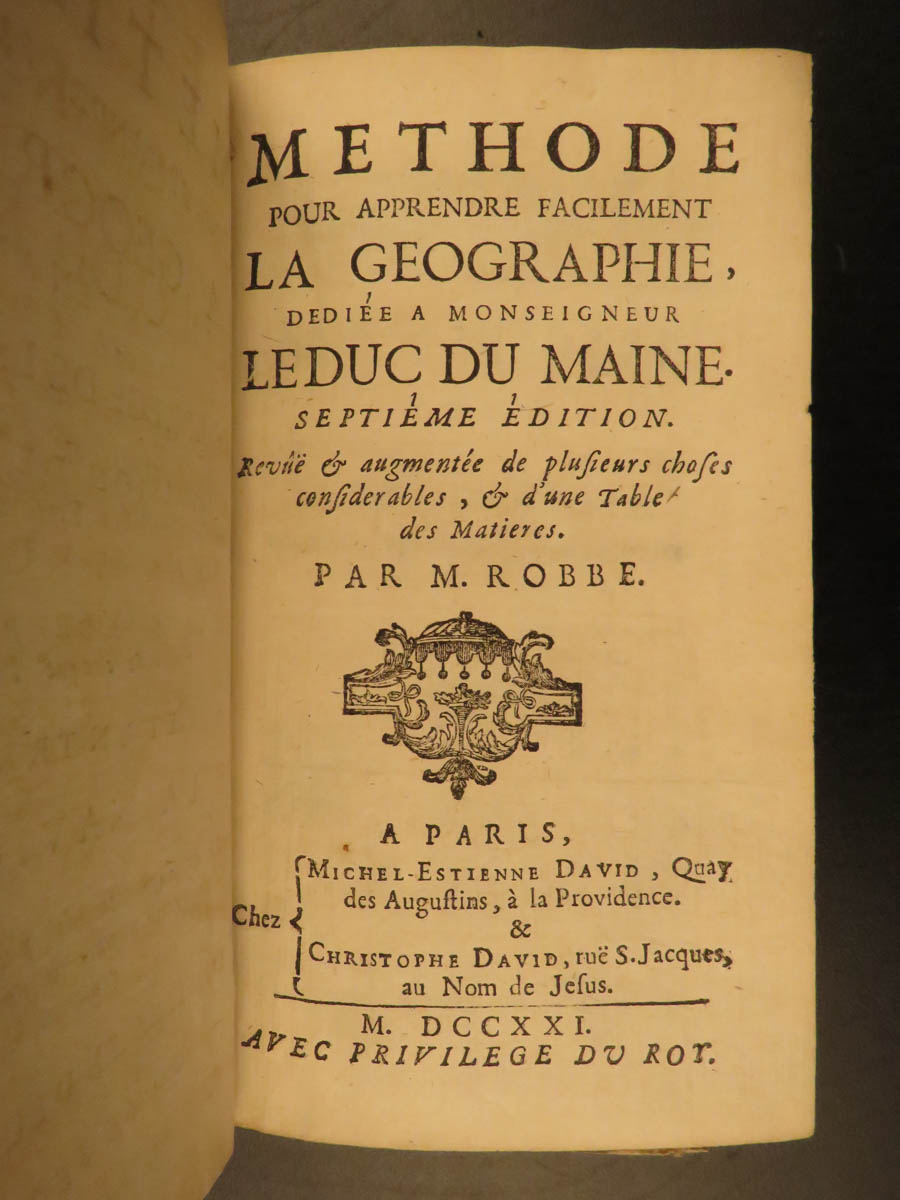 METHODE
POUR APPRENDRE FACILEMENT
LA GEOGRAPHIE,
DEDIÉE A MONSEIGNEUR
LE DUC DU MAINE.
SEPTIÈME ÈDITION.
Revûë & augmentée de pluſieurs choſes
conſiderables, & d'une Table
des Matieres.
PAR M. ROBBE.
A PARIS,
MICHEL-ESTIENNE DAVID, Quay
des Auguſtins, à la Providence.
Chez
&
CHRISTOPHE DAVID, ruë S. Jacques,
au Nom de Jeſus.
M. DCCXXI.
AVEC PRIVILEGE DU ROY.